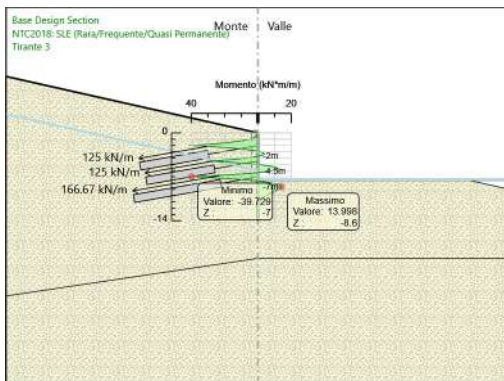 Base Design Section
NTC2018: SLE (Rara/Frequente/Quasi Permanente)
Tirante 3
Monte Valle
Momento (kN*m/m)
40 0 20
0
125 kN/m
-2m
125 kN/m
-4.5m
166.67 kN/m
-7m
-14
Minimo
Valore: -39.729
Z : -7
Massimo
Valore: 13.998
Z : -8.6